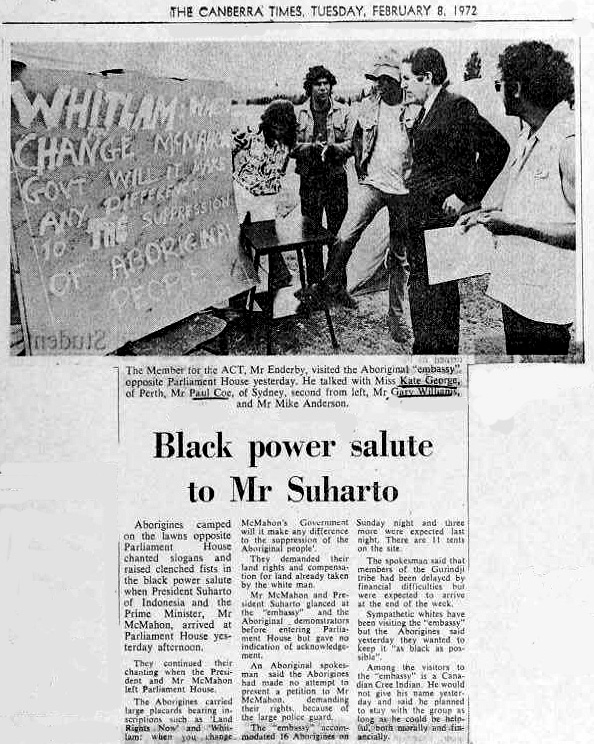 THE CANBERRA TIMES, TUESDAY, FEBRUARY 8, 1972
WHITLAM:
CHANGE
GOVT WILL IT MAKE
ANY
TO THE SUPPRESSION
OF ABORIGNAL
PEOPLE
Student
The Member for the ACT, Mr Enderby, visited the Aboriginal "embassy"
opposite Parliament House yesterday. He talked with Miss Kate George,
of Perth, Mr Paul Coe, of Sydney, second from left, Mr Gary Williams,
and Mr Mike Anderson.
Black power salute
to Mr Suharto
Aborigines camped
on the lawns opposite
Parliament House
chanted slogans and
raised clenched fists in
the black power salute
when President Suharto
of Indonesia and the
Prime Minister, Mr
McMahon, arrived at
Parliament House yes-
terday afternoon.
They continued their
chanting when the Presi-
dent and Mr McMahon
left Parliament House.
The Aborigines carried
large placards bearing in-
scriptions such as 'Land
Rights Now' and 'Whit-
lam: when you change
McMahon's Government
will it make any difference
to the suppression of the
Aboriginal people'.
They demanded their
land rights and compensa-
tion for land already taken
by the white man.
Mr McMahon and Pre-
sident Suharto glanced at
the "embassy" and the
Aboriginal demonstrators
before entering Parlia-
ment House but gave no
indication of acknowledge-
ment.
An Aboriginal spokes-
man said the Aborigines
had made no attempt to
present a petition to Mr
McMahon, demanding
their rights, because of
the large police guard.
The "embassy" accom-
modated 16 Aborigines on
Sunday night and three
more were expected last
night. There are 11 tents
on the site.
The spokesman said that
members of the Gurindji
tribe had been delayed by
financial difficulties but
were expected to arrive
at the end of the week.
Sympathetic whites have
been visiting the "embassy"
but the Aborigines said
yesterday they wanted to
keep it "as black as pos-
sible".
Among the visitors to
the "embassy" is a Cana-
dian Cree Indian. He would
not give his name yester-
day and said he planned
to stay with the group as
long as he could be help-
ful, both morally and fin-
ancially.